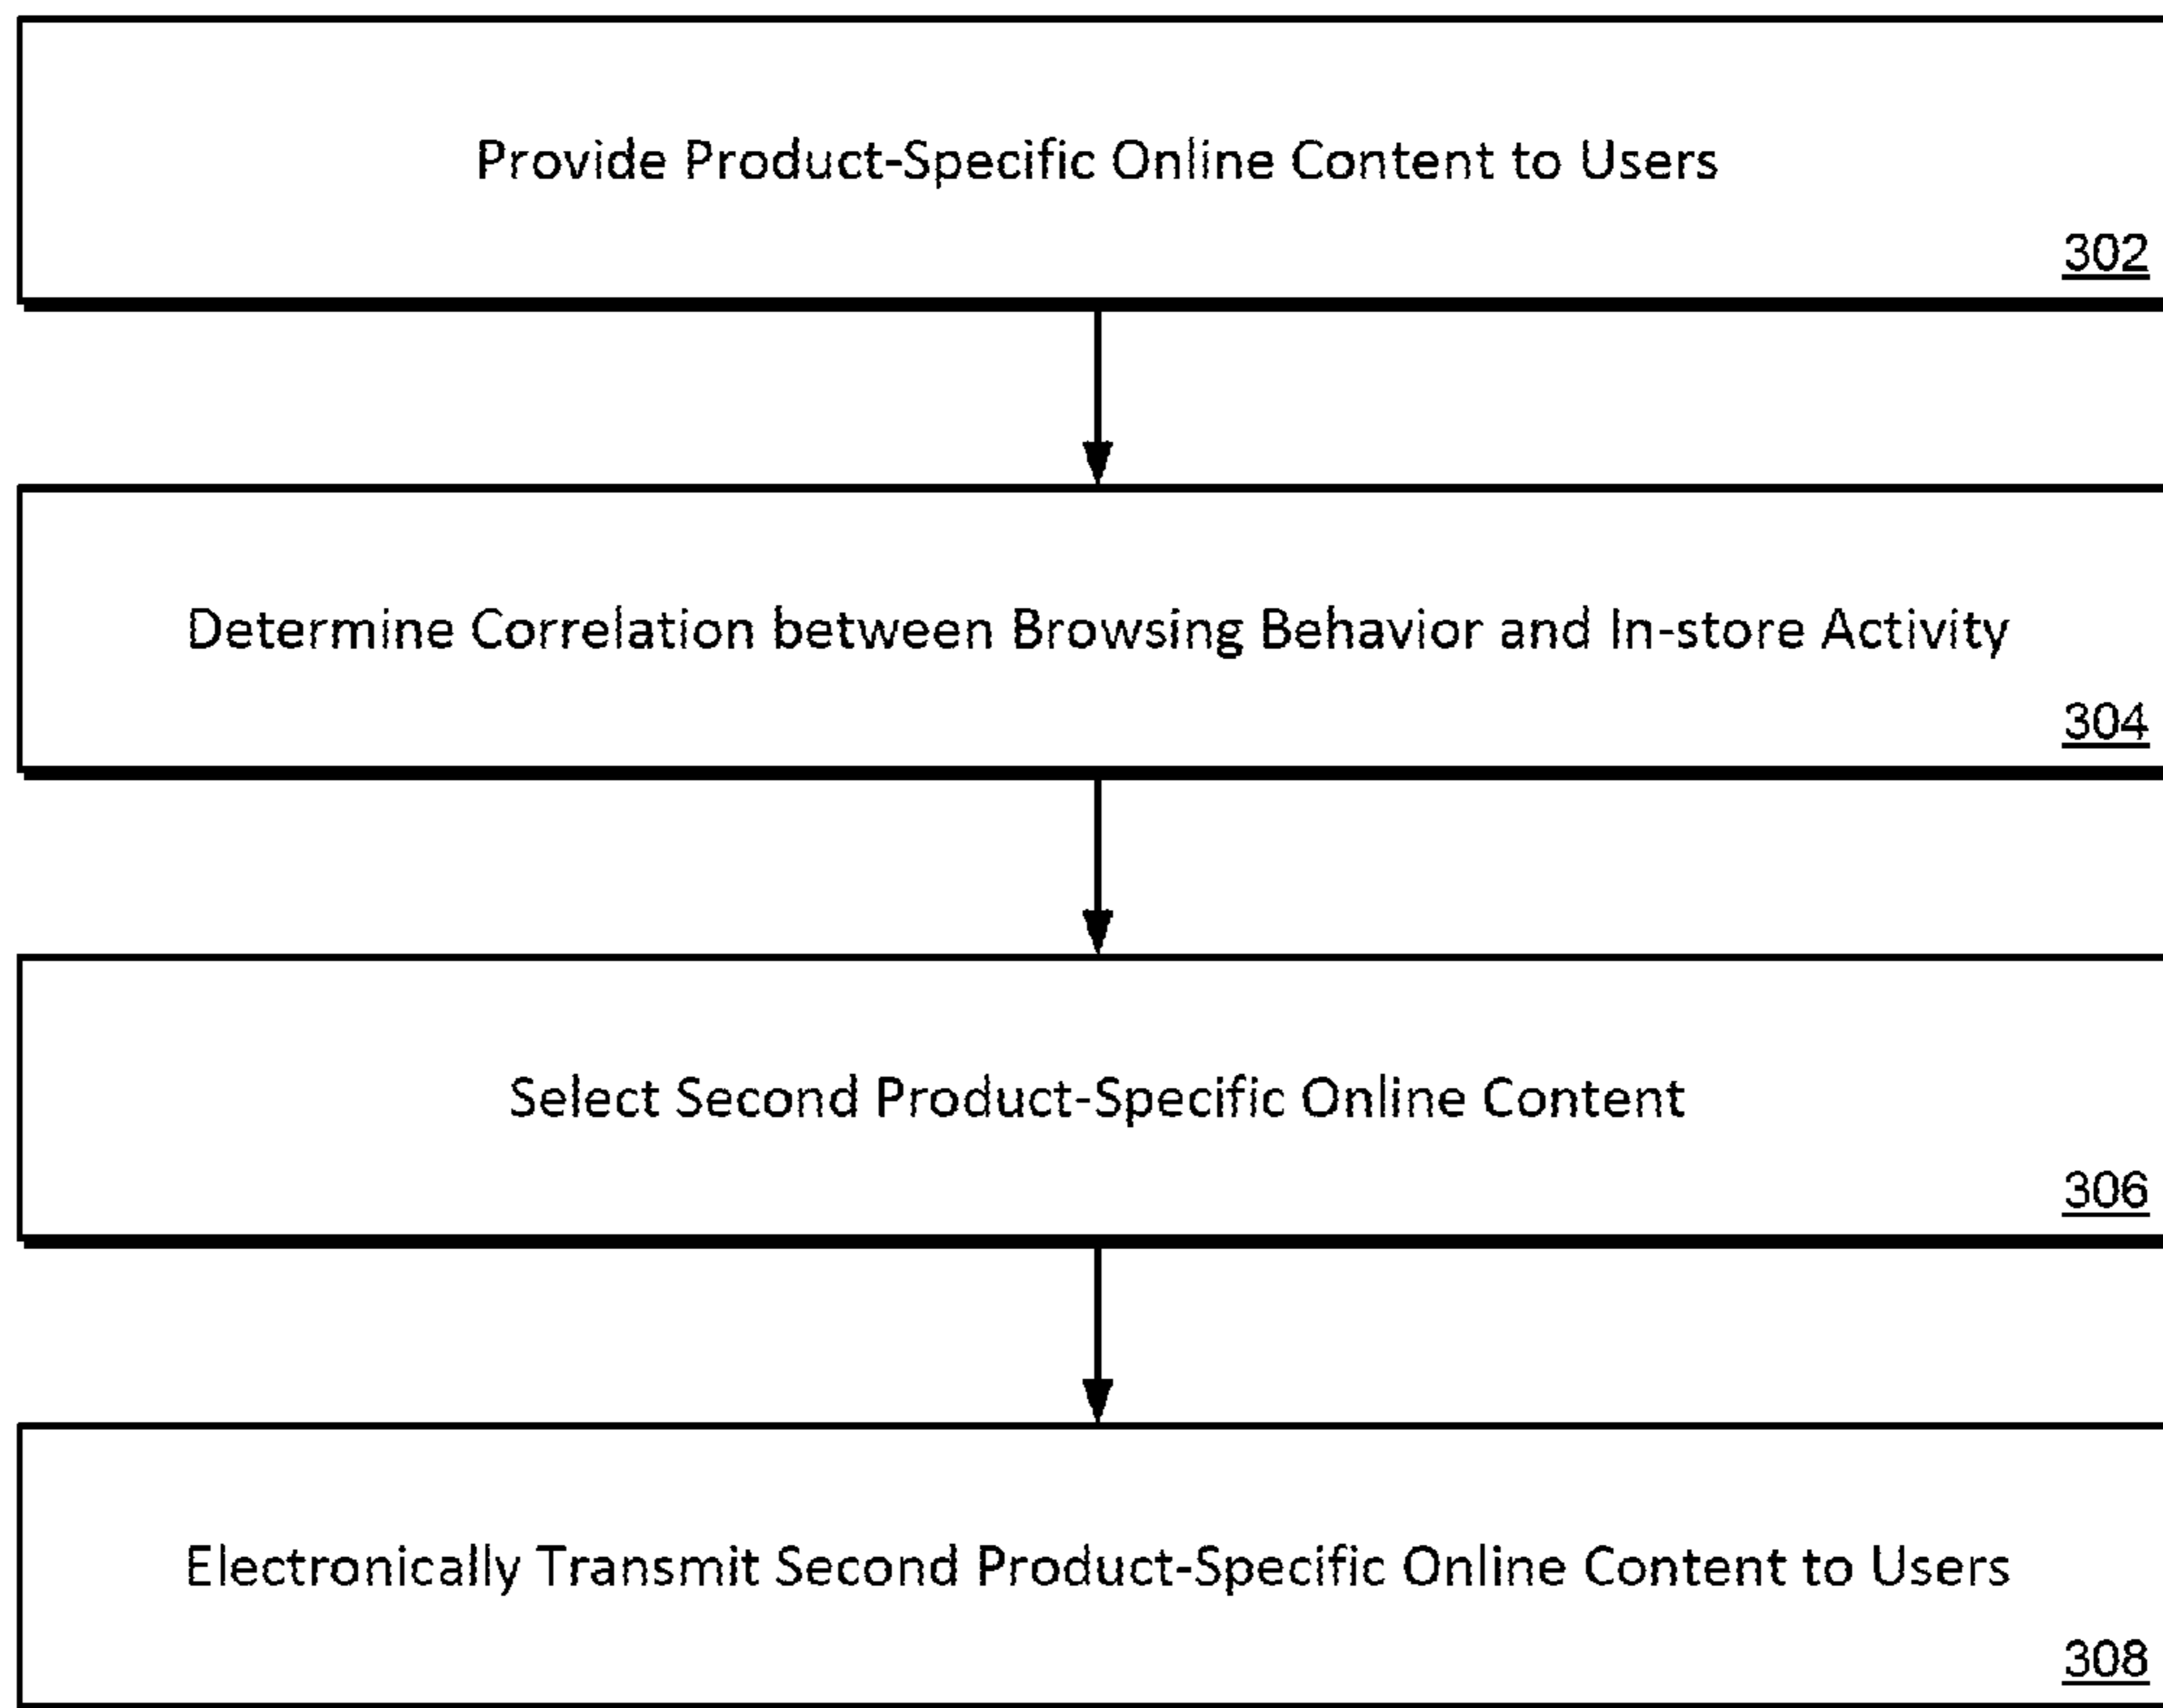 Provide Product-Specific Online Content to Users
302
Determine Correlation between Browsing Behavior and In-store Activity
304
Select Second Product-Specific Online Content
306
Electronically Transmit Second Product-Specific Online Content to Users
308